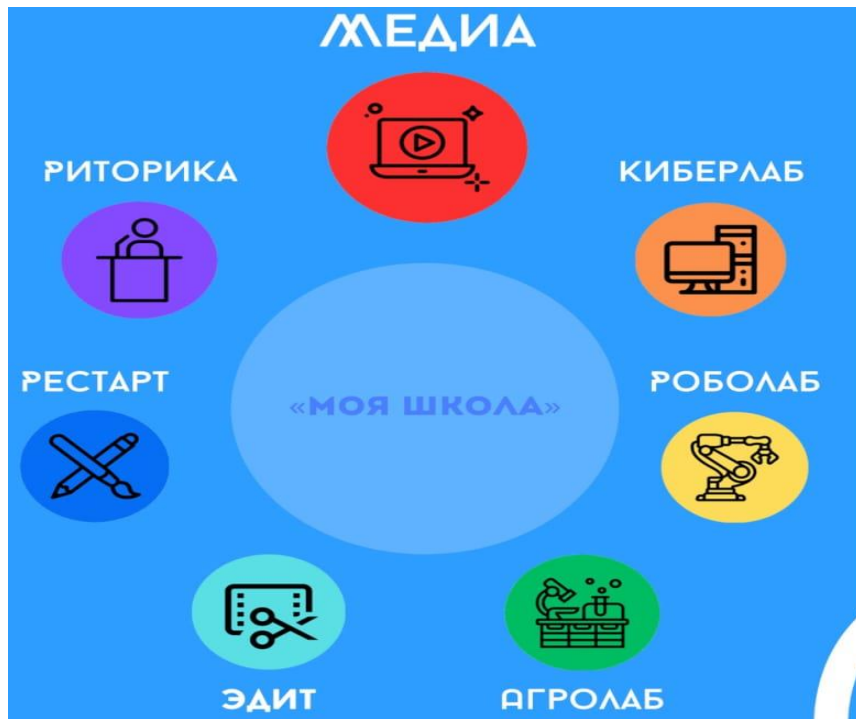 МЕДИА
РИТОРИКА
КИБЕРЛАБ
РЕСТАРТ
РОБОЛАБ
«МОЯ ШКОЛА»
ЭДИТ
АГРОЛАБ